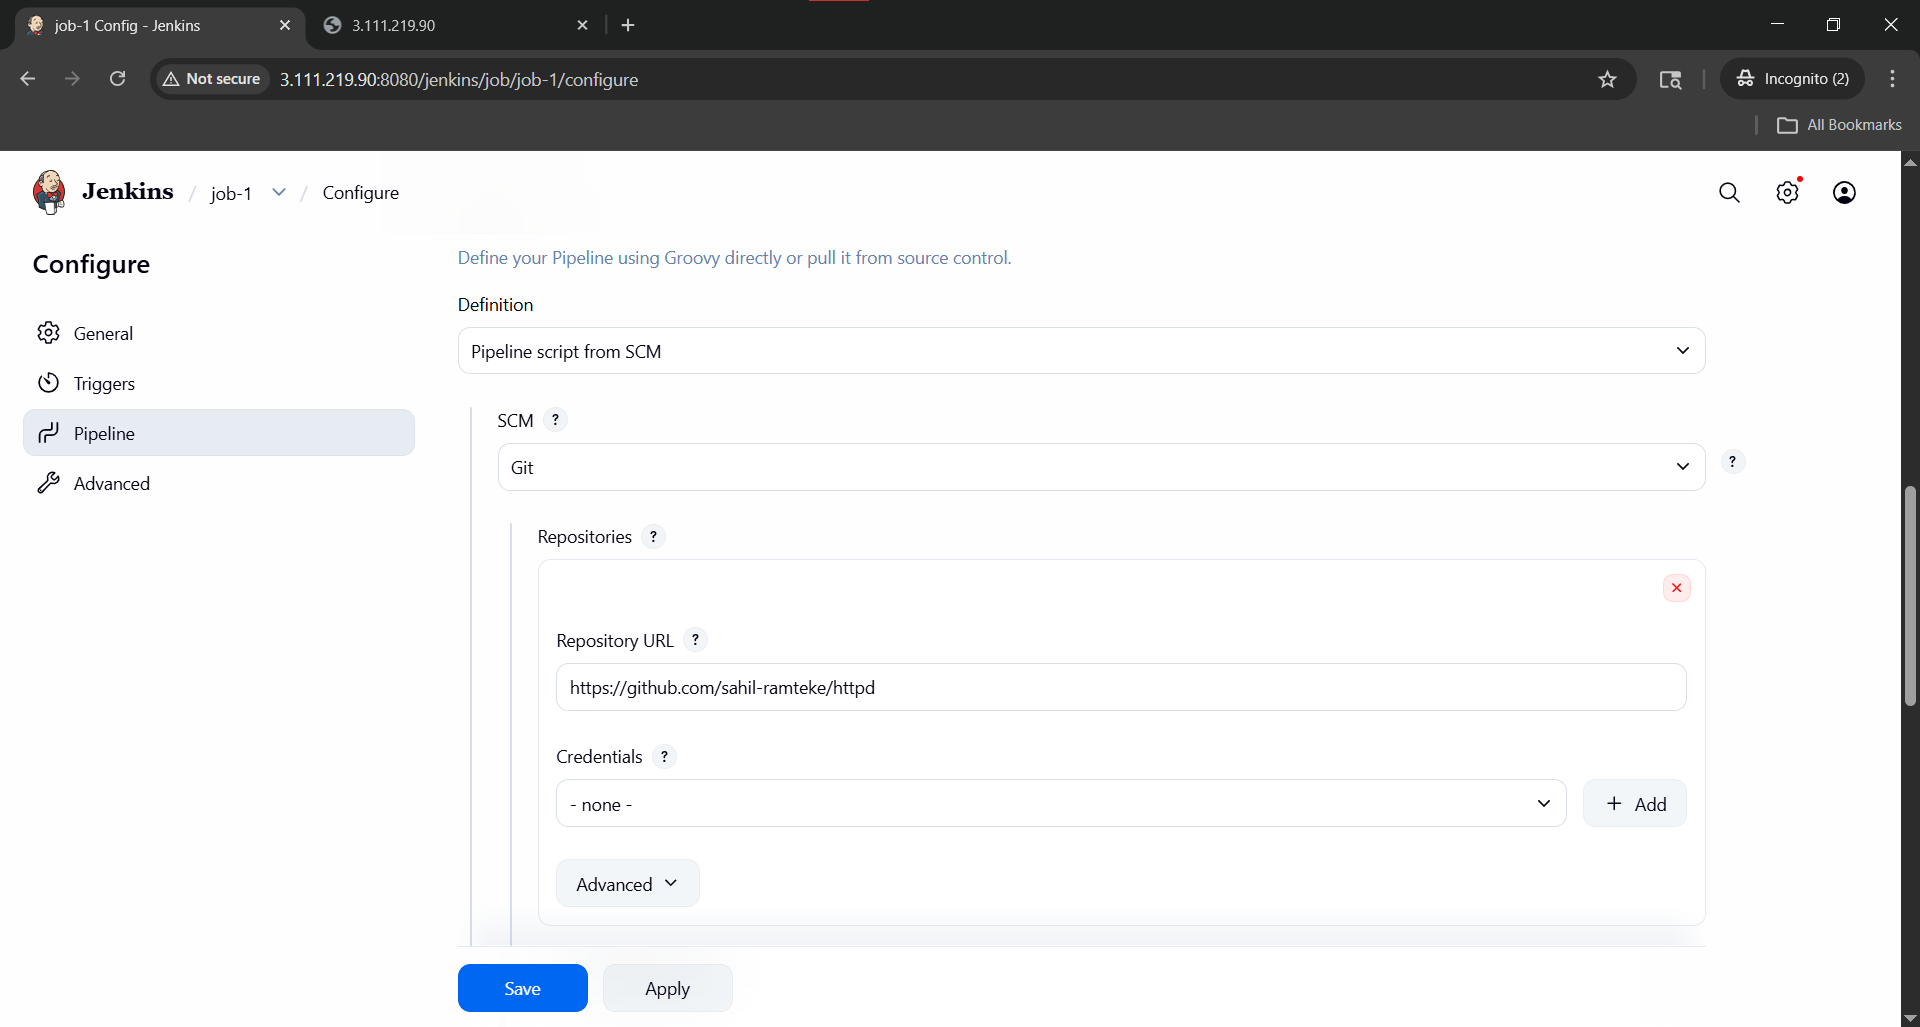 job-1 Config - Jenkins
3.111.219.90
Not secure
3.111.219.90:8080/jenkins/job/job-1/configure
Incognito (2)
All Bookmarks
Jenkins / job-1 / Configure
Configure
General
Triggers
Pipeline
Advanced
Define your Pipeline using Groovy directly or pull it from source control.
Definition
Pipeline script from SCM
SCM ?
Git
?
Repositories ?
Repository URL ?
https://github.com/sahil-ramteke/httpd
Credentials ?
- none -
+ Add
Advanced
Save
Apply